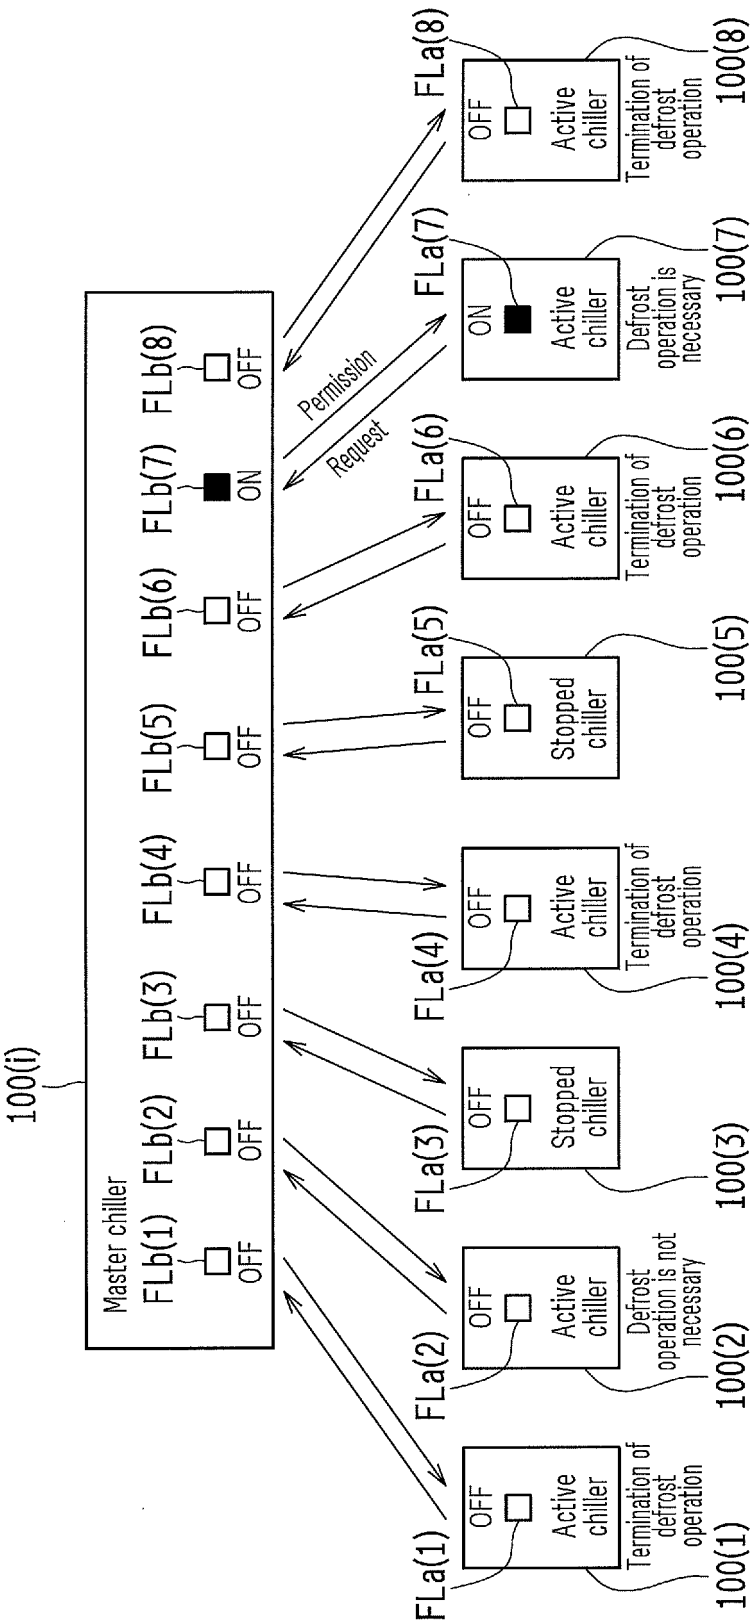 100(i)
Master chiller
FLb(1) FLb(2) FLb(3) FLb(4) FLb(5) FLb(6) FLb(7) FLb(8)
OFF OFF OFF OFF OFF OFF ON OFF
Permission
Request
FLa(1) FLa(2) FLa(3) FLa(4) FLa(5) FLa(6) FLa(7) FLa(8)
OFF OFF OFF OFF OFF OFF ON OFF
Active chiller
Active chiller
Stopped chiller
Active chiller
Stopped chiller
Active chiller
Active chiller
Active chiller
Termination of defrost operation
Defrost operation is not necessary
Termination of defrost operation
Termination of defrost operation
Defrost operation is necessary
Termination of defrost operation
100(1) 100(2) 100(3) 100(4) 100(5) 100(6) 100(7) 100(8)